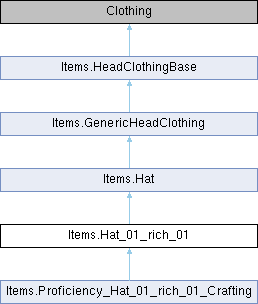 Clothing
Items.HeadClothingBase
Items.GenericHeadClothing
Items.Hat
Items.Hat_01_rich_01
Items.Proficiency_Hat_01_rich_01_Crafting